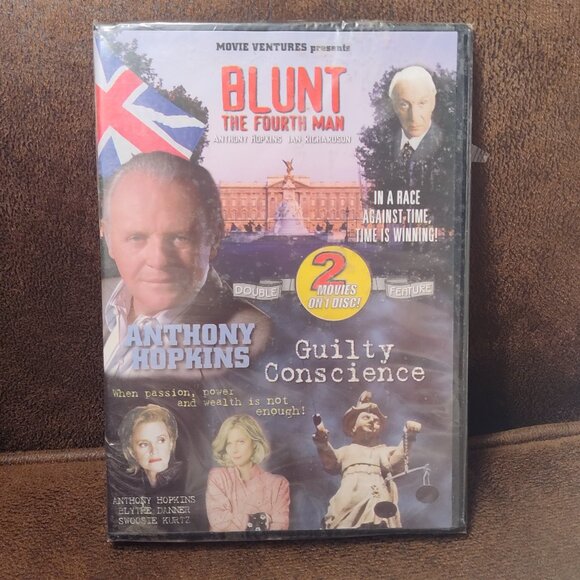 MOVIE VENTURES presents
BLUNT
THE FOURTH MAN
ANTHONY HOPKINS IAN RICHARDSON
IN A RACE
AGAINST TIME,
TIME IS WINNING!
DOUBLE
2
MOVIES
ON 1 DISC!
FEATURE
ANTHONY
HOPKINS
Guilty
Conscience
When passion, power
and wealth is not
enough!
ANTHONY HOPKINS
BLYTHE DANNER
SWOOSIE KURTZ